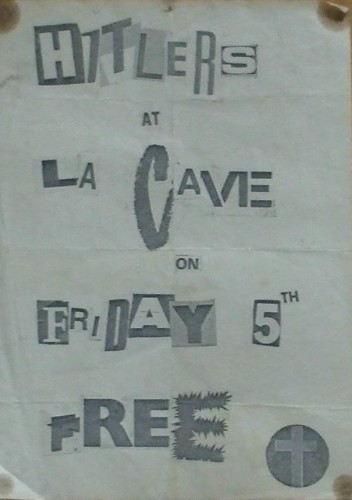 HITLERS
AT
LA CAVE
ON
FRIDAY 5TH
FREE